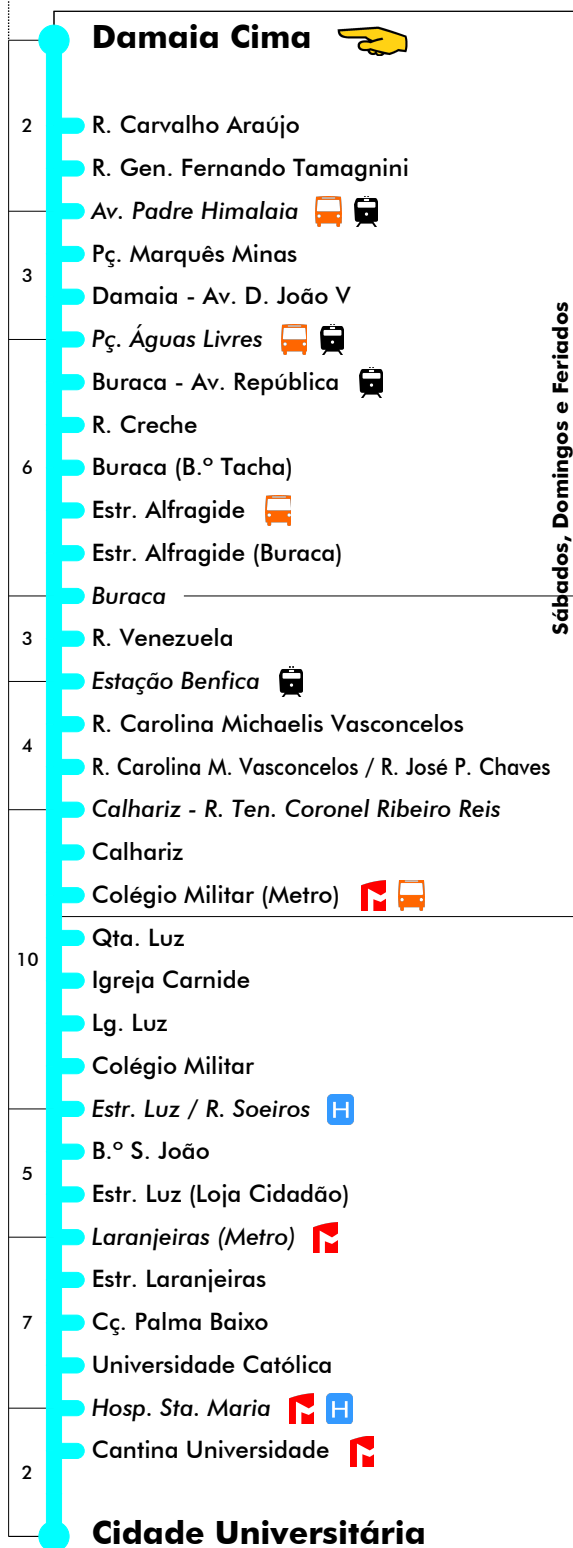 Damaia Cima
2
R. Carvalho Araújo
R. Gen. Fernando Tamagnini
Av. Padre Himalaia
3
Pç. Marquês Minas
Damaia - Av. D. João V
Pç. Águas Livres
Buraca - Av. República
R. Creche
6
Buraca (B.º Tacha)
Estr. Alfragide
Estr. Alfragide (Buraca)
Buraca
Sábados, Domingos e Feriados
3
R. Venezuela
Estação Benfica
4
R. Carolina Michaelis Vasconcelos
R. Carolina M. Vasconcelos / R. José P. Chaves
Calhariz - R. Ten. Coronel Ribeiro Reis
Calhariz
Colégio Militar (Metro)
10
Qta. Luz
Igreja Carnide
Lg. Luz
Colégio Militar
Estr. Luz / R. Soeiros
H
5
B.º S. João
Estr. Luz (Loja Cidadão)
Laranjeiras (Metro)
Estr. Laranjeiras
7
Cç. Palma Baixo
Universidade Católica
Hosp. Sta. Maria
H
2
Cantina Universidade
Cidade Universitária